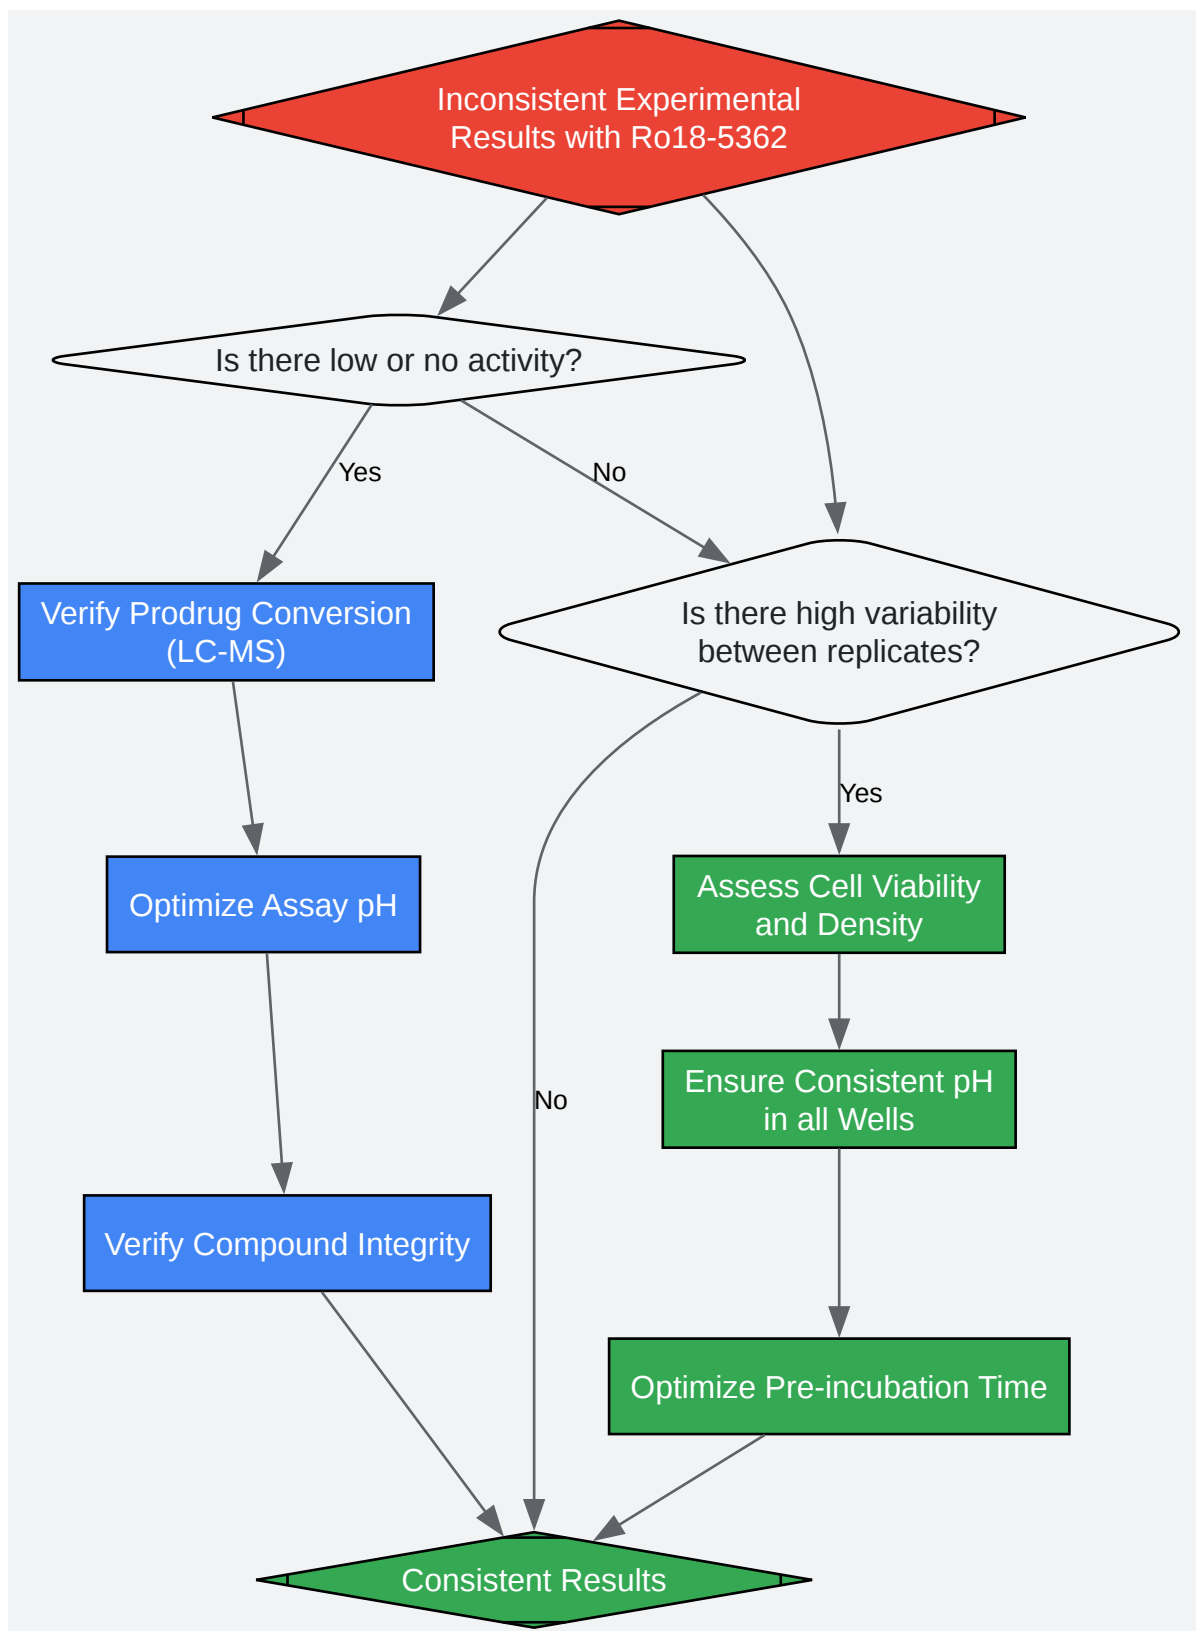 Inconsistent Experimental
Results with Ro18-5362
Is there low or no activity?
Yes
No
Verify Prodrug Conversion
(LC-MS)
Is there high variability
between replicates?
Yes
Optimize Assay pH
Assess Cell Viability
and Density
No
Ensure Consistent pH
in all Wells
Verify Compound Integrity
Optimize Pre-incubation Time
Consistent Results